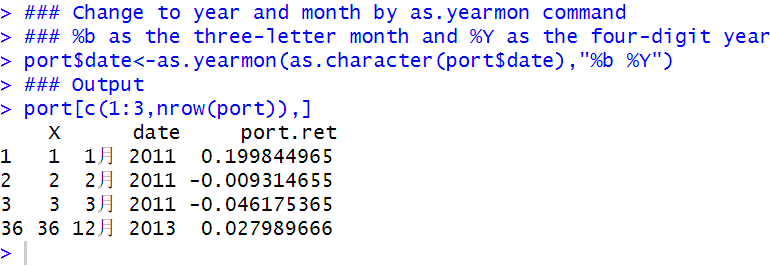 > ### Change to year and month by as.yearmon command
> ### %b as the three-letter month and %Y as the four-digit year
> port$date<-as.yearmon(as.character(port$date),"%b %Y")
> ### Output
> port[c(1:3,nrow(port)),]
    X      date     port.ret
1   1  1月 2011  0.199844965
2   2  2月 2011 -0.009314655
3   3  3月 2011 -0.046175365
36 36 12月 2013  0.027989666
>